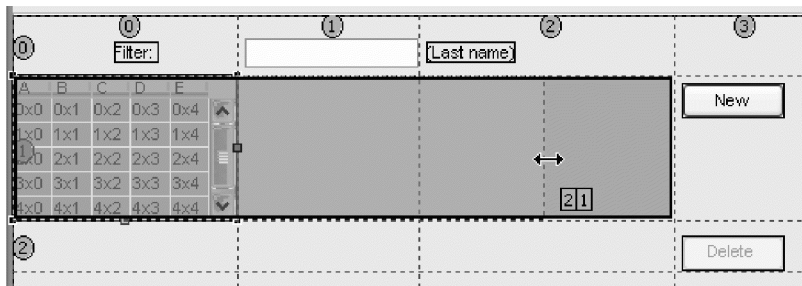 0 1 2 3
0 Filter: (Last name)
A B C D E
0x0 0x1 0x2 0x3 0x4 New
1x0 1x1 1x2 1x3 1x4
1 2x0 2x1 2x2 2x3 2x4
3x0 3x1 3x2 3x3 3x4
4x0 4x1 4x2 4x3 4x4 2 1
2 Delete